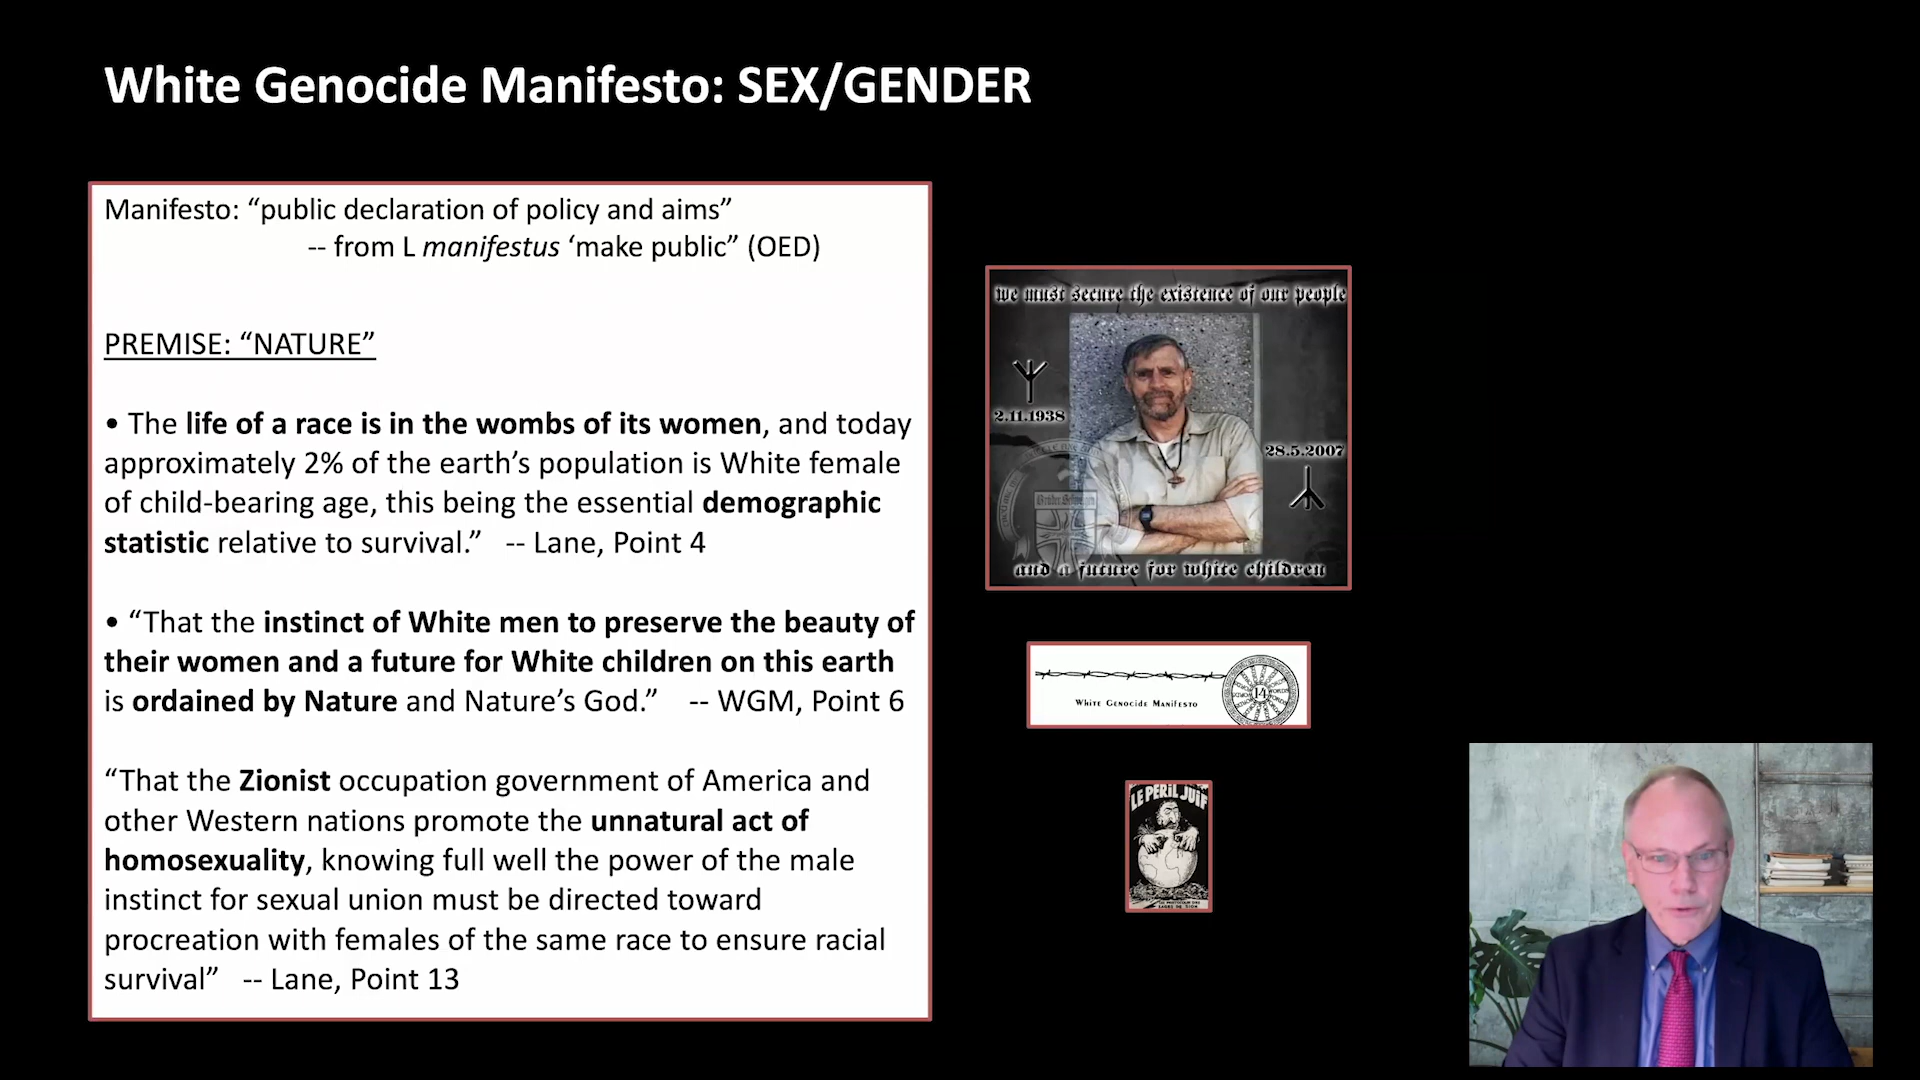 White Genocide Manifesto: SEX/GENDER
Manifesto: “public declaration of policy and aims”
-- from L manifestus ‘make public” (OED)
PREMISE: “NATURE”
• The life of a race is in the wombs of its women, and today
approximately 2% of the earth’s population is White female
of child-bearing age, this being the essential demographic
statistic relative to survival.” -- Lane, Point 4
• “That the instinct of White men to preserve the beauty of
their women and a future for White children on this earth
is ordained by Nature and Nature’s God.” -- WGM, Point 6
“That the Zionist occupation government of America and
other Western nations promote the unnatural act of
homosexuality, knowing full well the power of the male
instinct for sexual union must be directed toward
procreation with females of the same race to ensure racial
survival” -- Lane, Point 13
we must secure the existence of our people
2.11.1938
28.5.2007
and a future for white children
White Genocide Manifesto
14
LE PERIL JUIF